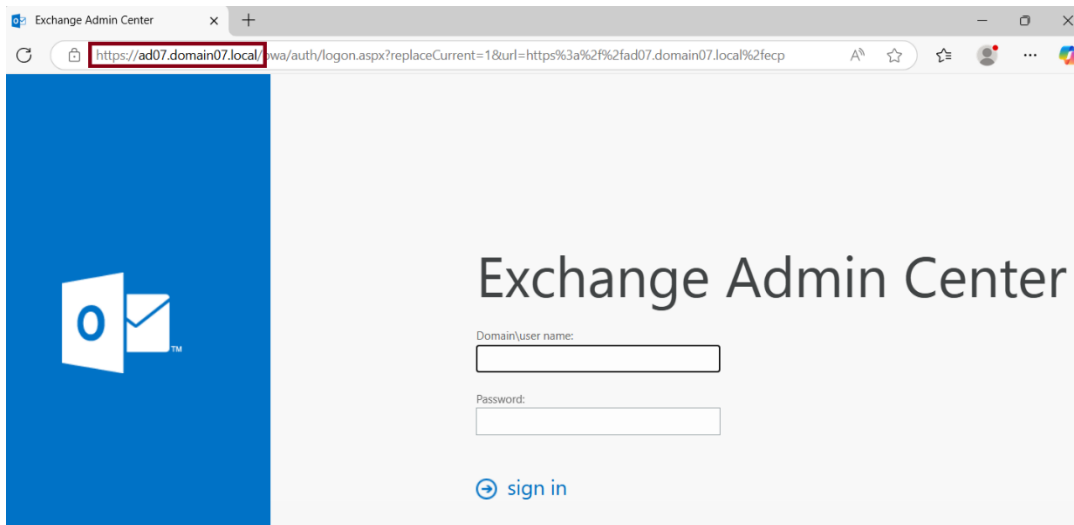 Exchange Admin Center
https://ad07.domain07.local/owa/auth/logon.aspx?replaceCurrent=1&url=https%3a%2f%2fad07.domain07.local%2fecp
Exchange Admin Center
Domain\user name:
O
TM
Password:
sign in